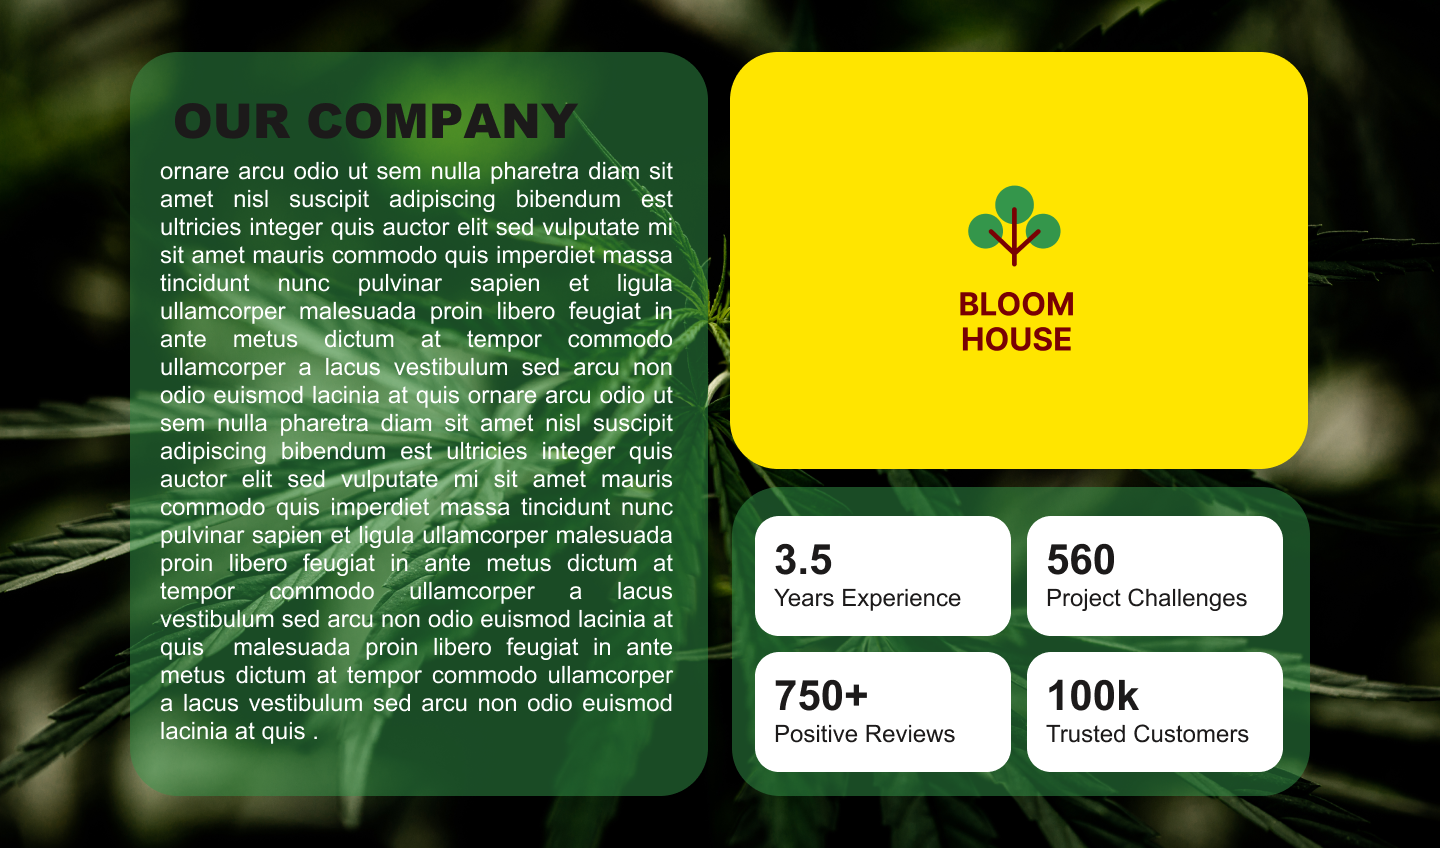 OUR COMPANY
ornare arcu odio ut sem nulla pharetra diam sit
amet nisl suscipit adipiscing bibendum est
ultricies integer quis auctor elit sed vulputate mi
sit amet mauris commodo quis imperdiet massa
tincidunt nunc pulvinar sapien et ligula
ullamcorper malesuada proin libero feugiat in
ante metus dictum at tempor commodo
ullamcorper a lacus vestibulum sed arcu non
odio euismod lacinia at quis ornare arcu odio ut
sem nulla pharetra diam sit amet nisl suscipit
adipiscing bibendum est ultricies integer quis
auctor elit sed vulputate mi sit amet mauris
commodo quis imperdiet massa tincidunt nunc
pulvinar sapien et ligula ullamcorper malesuada
proin libero feugiat in ante metus dictum at
tempor commodo ullamcorper a lacus
vestibulum sed arcu non odio euismod lacinia at
quis malesuada proin libero feugiat in ante
metus dictum at tempor commodo ullamcorper
a lacus vestibulum sed arcu non odio euismod
lacinia at quis .
BLOOM
HOUSE
3.5
Years Experience
560
Project Challenges
750+
Positive Reviews
100k
Trusted Customers